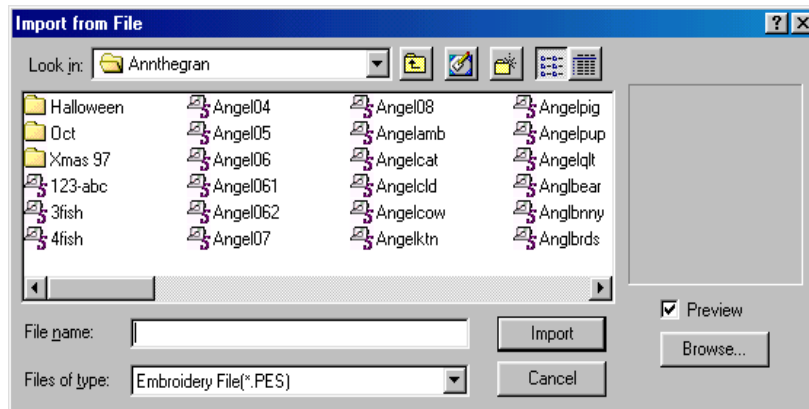 Import from File
Look in: Annthegran
Halloween Angel04 Angel08 Angelpig
Oct Angel05 Angelamb Angelpup
Xmas 97 Angel06 Angelcat Angelqlt
123-abc Angel061 Angelcld Anglbear
3fish Angel062 Angelcow Anglbnny
4fish Angel07 Angelktn Anglbrds
Preview
File name: Import
Browse...
Files of type: Embroidery File(*.PES) Cancel